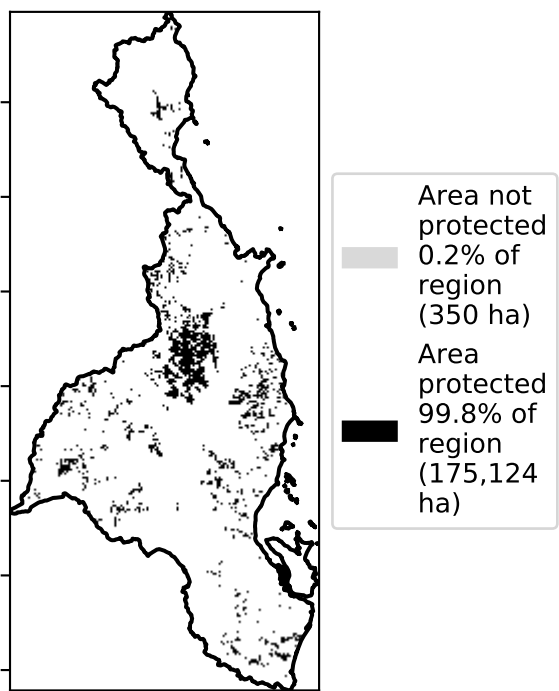 Area not
protected
0.2% of
region
(350 ha)
Area
protected
99.8% of
region
(175,124
ha)